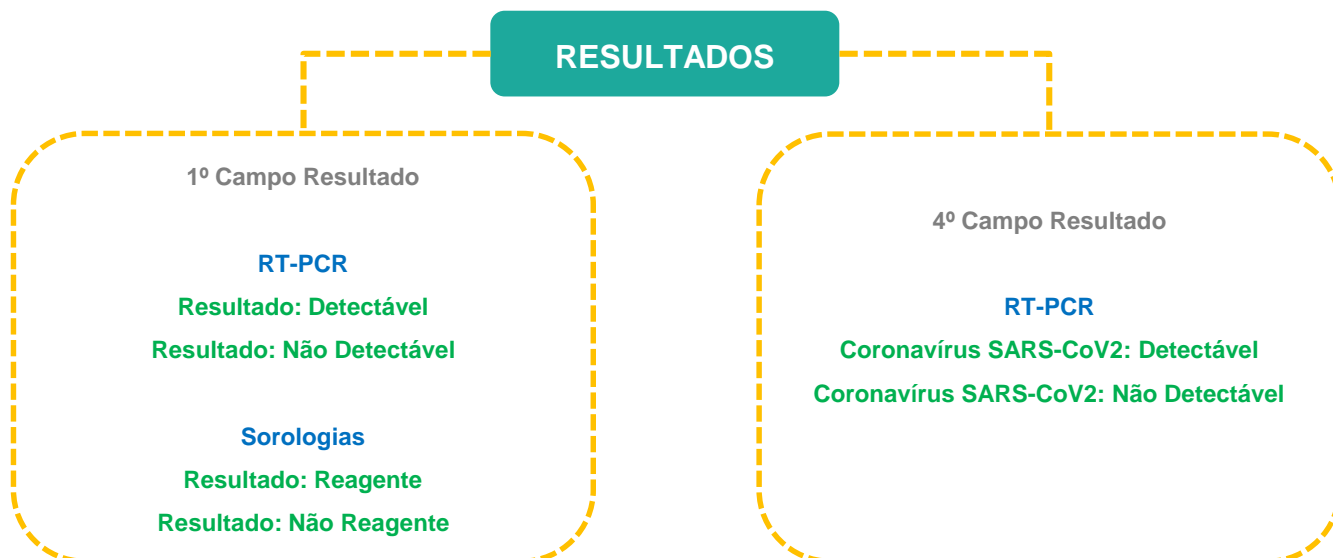 RESULTADOS
1º Campo Resultado
RT-PCR
Resultado: Detectável
Resultado: Não Detectável
Sorologias
Resultado: Reagente
Resultado: Não Reagente
4º Campo Resultado
RT-PCR
Coronavírus SARS-CoV2: Detectável
Coronavírus SARS-CoV2: Não Detectável